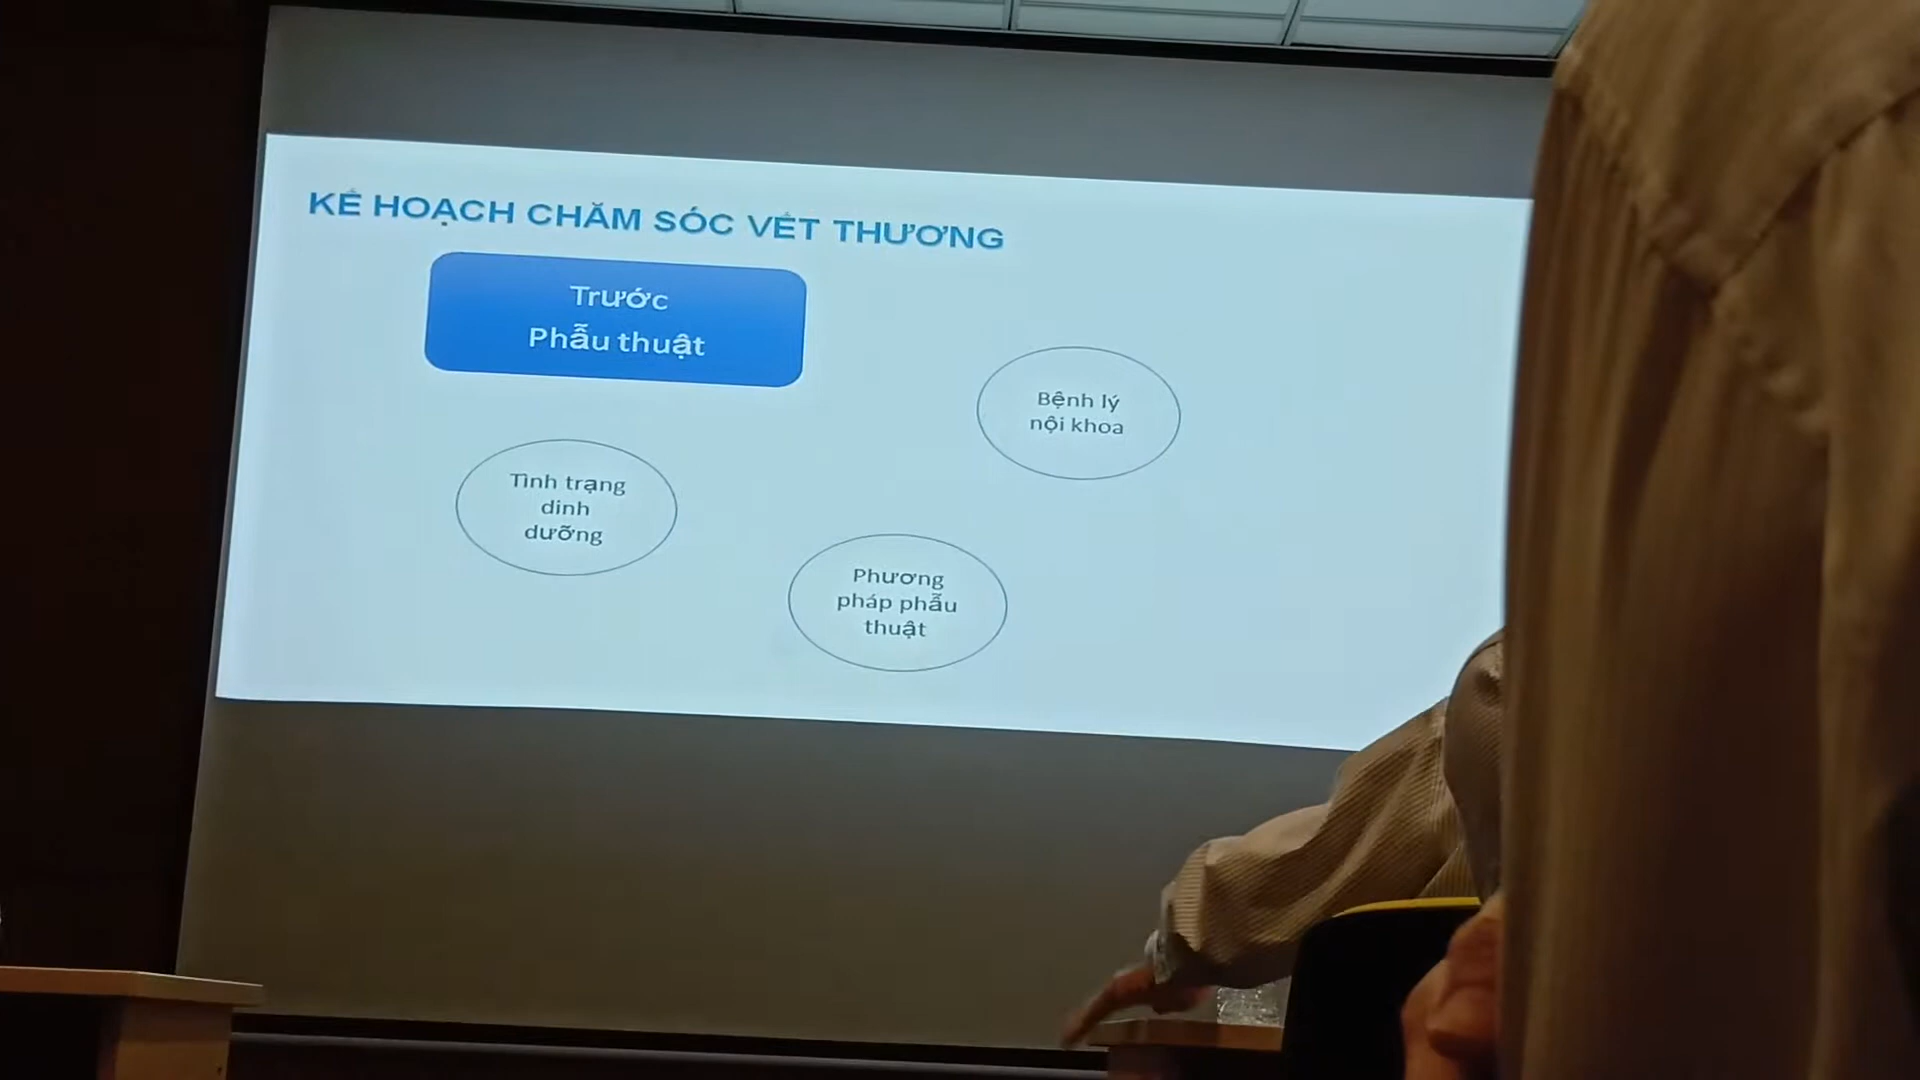 KẾ HOẠCH CHĂM SÓC VẾT THƯƠNG
Trước
Phẫu thuật
Bệnh lý
nội khoa
Tình trạng
dinh
dưỡng
Phương
pháp phẫu
thuật